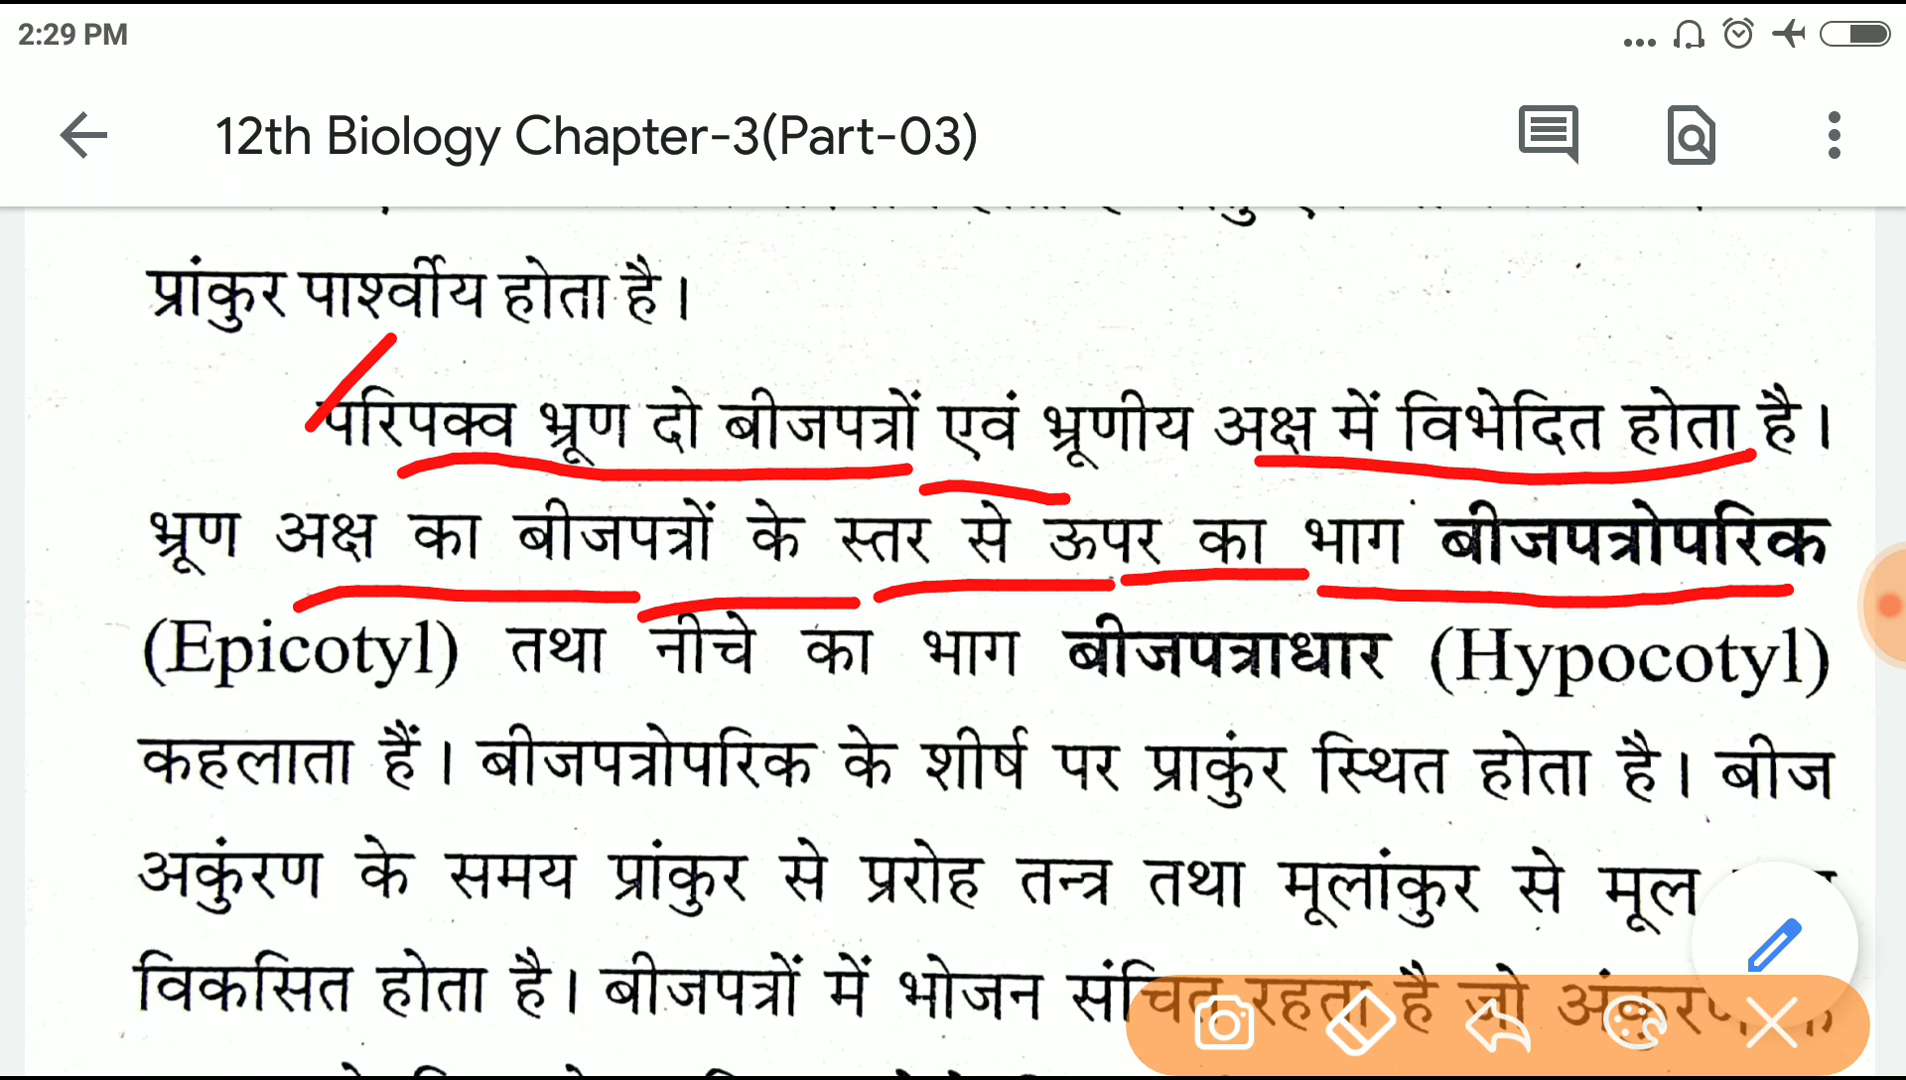 2:29 PM
12th Biology Chapter-3(Part-03)
प्रांकुर पार्श्वीय होता है।
परिपक्व भ्रूण दो बीजपत्रों एवं भ्रूणीय अक्ष में विभेदित होता है।
भ्रूण अक्ष का बीजपत्रों के स्तर से ऊपर का भाग बीजपत्रोपरिक
(Epicotyl) तथा नीचे का भाग बीजपत्राधार (Hypocotyl)
कहलाता हैं। बीजपत्रोपरिक के शीर्ष पर प्राकुंर स्थित होता है। बीज
अकुंरण के समय प्रांकुर से प्ररोह तन्त्र तथा मूलांकुर से मूल
विकसित होता है। बीजपत्रों में भोजन संचित रहता है जो